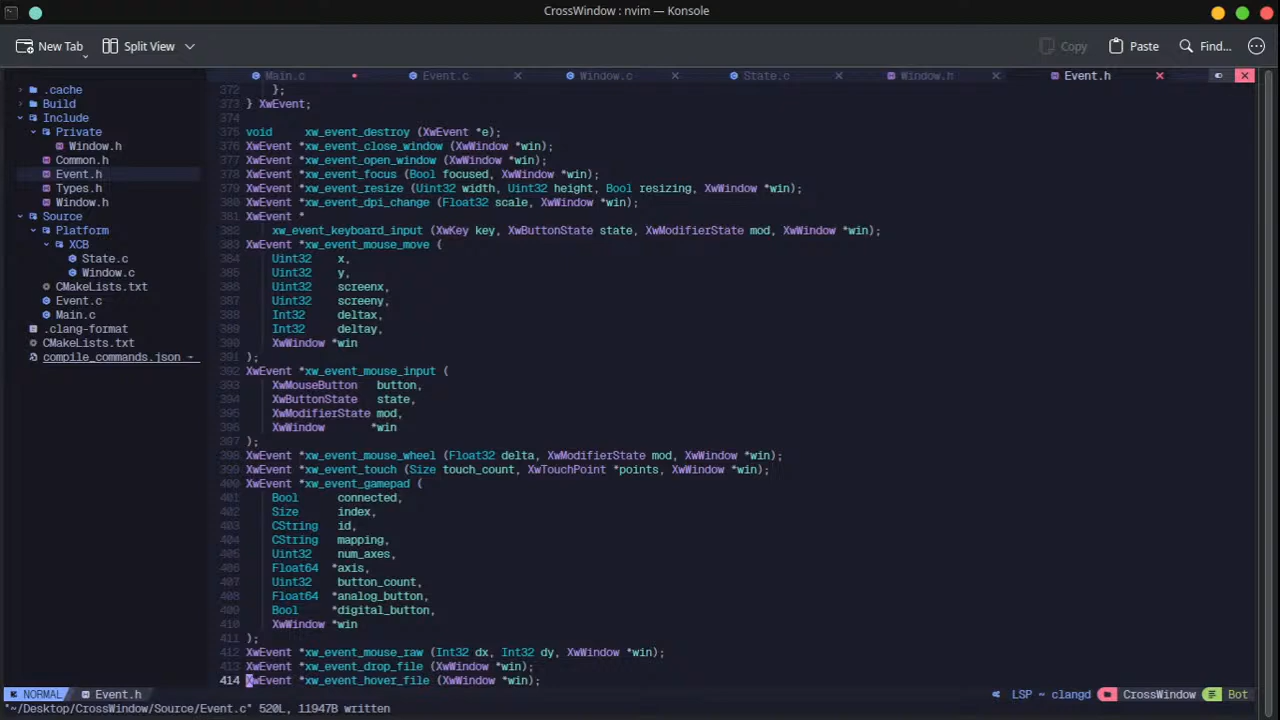 CrossWindow : nvim — Konsole
New Tab
Split View
Copy
Paste
Find...
Main.c
Event.c
Window.c
State.c
Window.h
Event.h
.cache
Build
Include
Private
Window.h
Common.h
Event.h
Types.h
Window.h
Source
Platform
XCB
State.c
Window.c
CMakeLists.txt
Event.c
Main.c
.clang-format
CMakeLists.txt
compile_commands.json
372 };
373 } XwEvent;
374
375 void xw_event_destroy (XwEvent *e);
376 XwEvent *xw_event_close_window (XwWindow *win);
377 XwEvent *xw_event_open_window (XwWindow *win);
378 XwEvent *xw_event_focus (Bool focused, XwWindow *win);
379 XwEvent *xw_event_resize (Uint32 width, Uint32 height, Bool resizing, XwWindow *win);
380 XwEvent *xw_event_dpi_change (Float32 scale, XwWindow *win);
381 XwEvent *
382 xw_event_keyboard_input (XwKey key, XwButtonState state, XwModifierState mod, XwWindow *win);
383 XwEvent *xw_event_mouse_move (
384 Uint32 x,
385 Uint32 y,
386 Uint32 screenx,
387 Uint32 screeny,
388 Int32 deltax,
389 Int32 deltay,
390 XwWindow *win
391 );
392 XwEvent *xw_event_mouse_input (
393 XwMouseButton button,
394 XwButtonState state,
395 XwModifierState mod,
396 XwWindow *win
397 );
398 XwEvent *xw_event_mouse_wheel (Float32 delta, XwModifierState mod, XwWindow *win);
399 XwEvent *xw_event_touch (Size touch_count, XwTouchPoint *points, XwWindow *win);
400 XwEvent *xw_event_gamepad (
401 Bool connected,
402 Size index,
403 CString id,
404 CString mapping,
405 Uint32 num_axes,
406 Float64 *axis,
407 Uint32 button_count,
408 Float64 *analog_button,
409 Bool *digital_button,
410 XwWindow *win
411 );
412 XwEvent *xw_event_mouse_raw (Int32 dx, Int32 dy, XwWindow *win);
413 XwEvent *xw_event_drop_file (XwWindow *win);
414 XwEvent *xw_event_hover_file (XwWindow *win);
NORMAL Event.h LSP ~ clangd CrossWindow Bot
"~/Desktop/CrossWindow/Source/Event.c" 520L, 11947B written